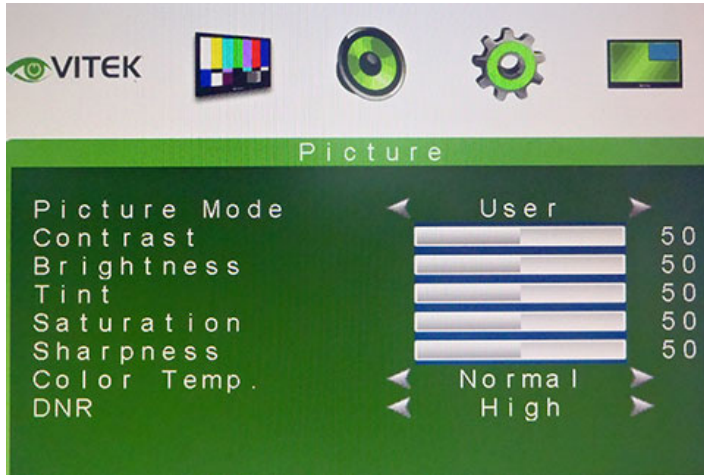 VITEK
Picture
Picture Mode User
Contrast 50
Brightness 50
Tint 50
Saturation 50
Sharpness 50
Color Temp. Normal
DNR High